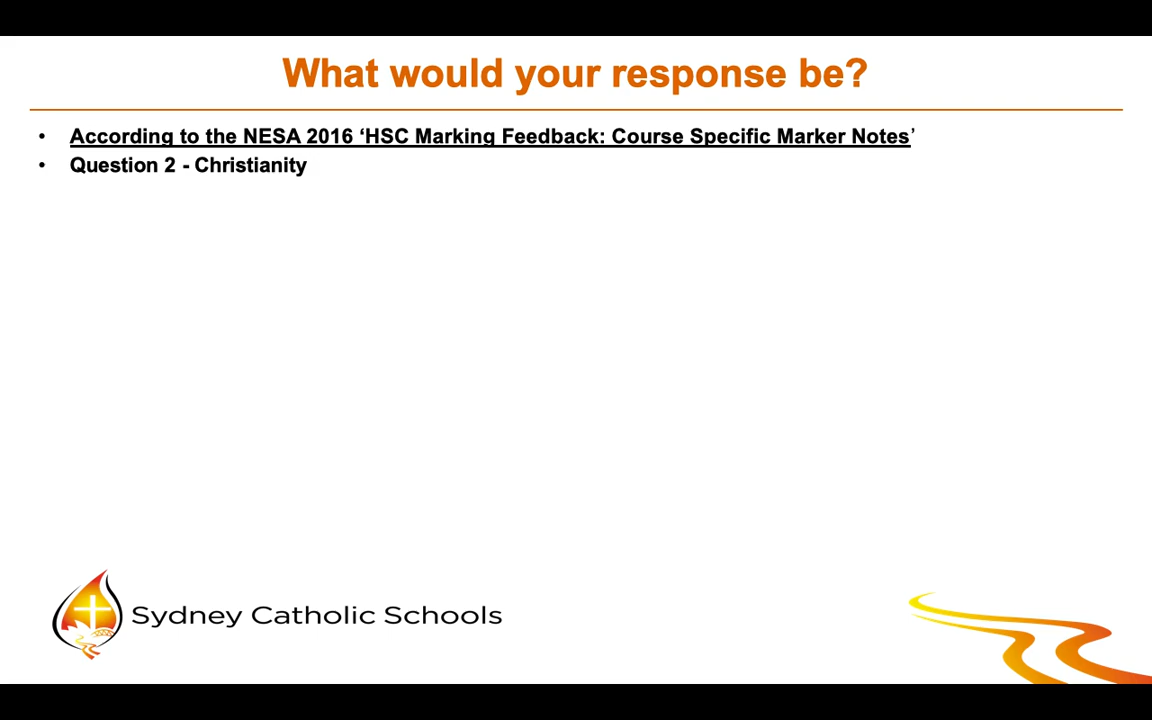 What would your response be?
• According to the NESA 2016 ‘HSC Marking Feedback: Course Specific Marker Notes’
• Question 2 - Christianity
Sydney Catholic Schools